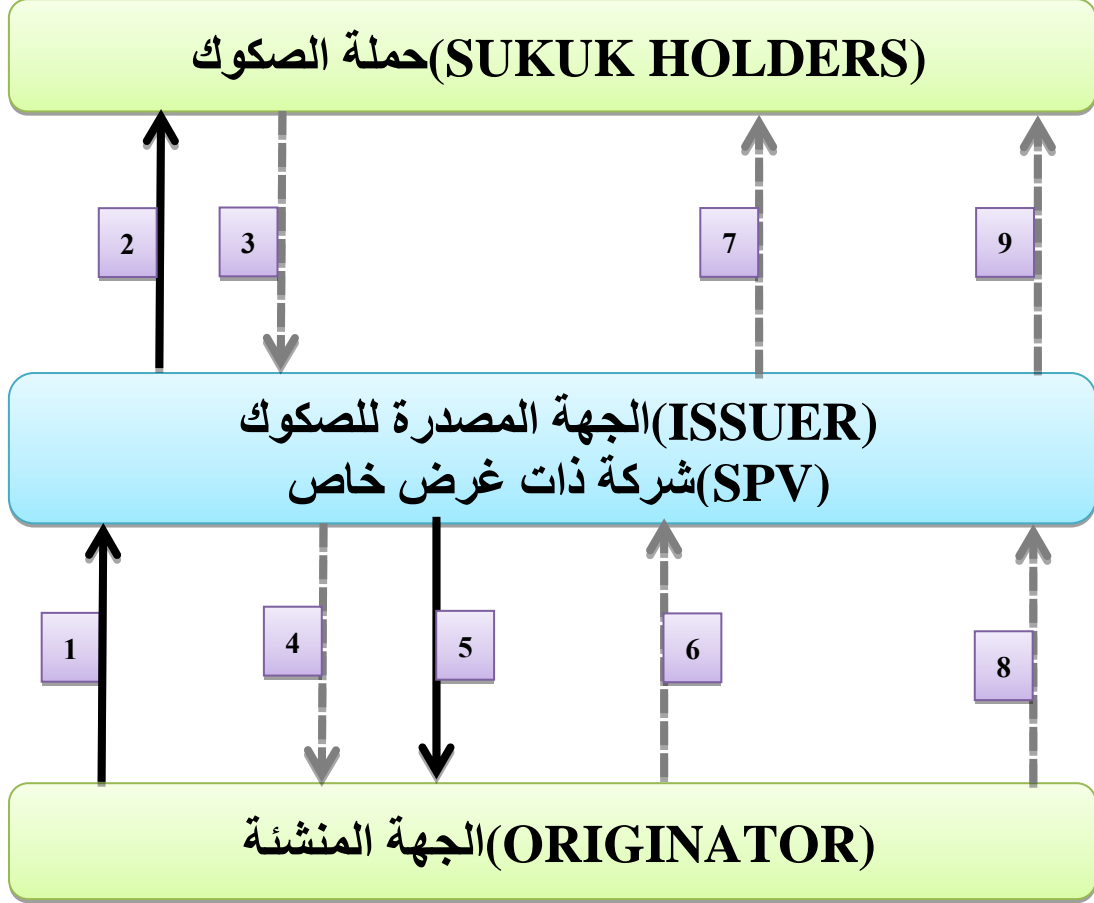 حملة الصكوك(SUKUK HOLDERS)
2
3
7
9
الجهة المصدرة للصكوك(ISSUER)
شركة ذات غرض خاص(SPV)
1
4
5
6
8
الجهة المنشئة(ORIGINATOR)